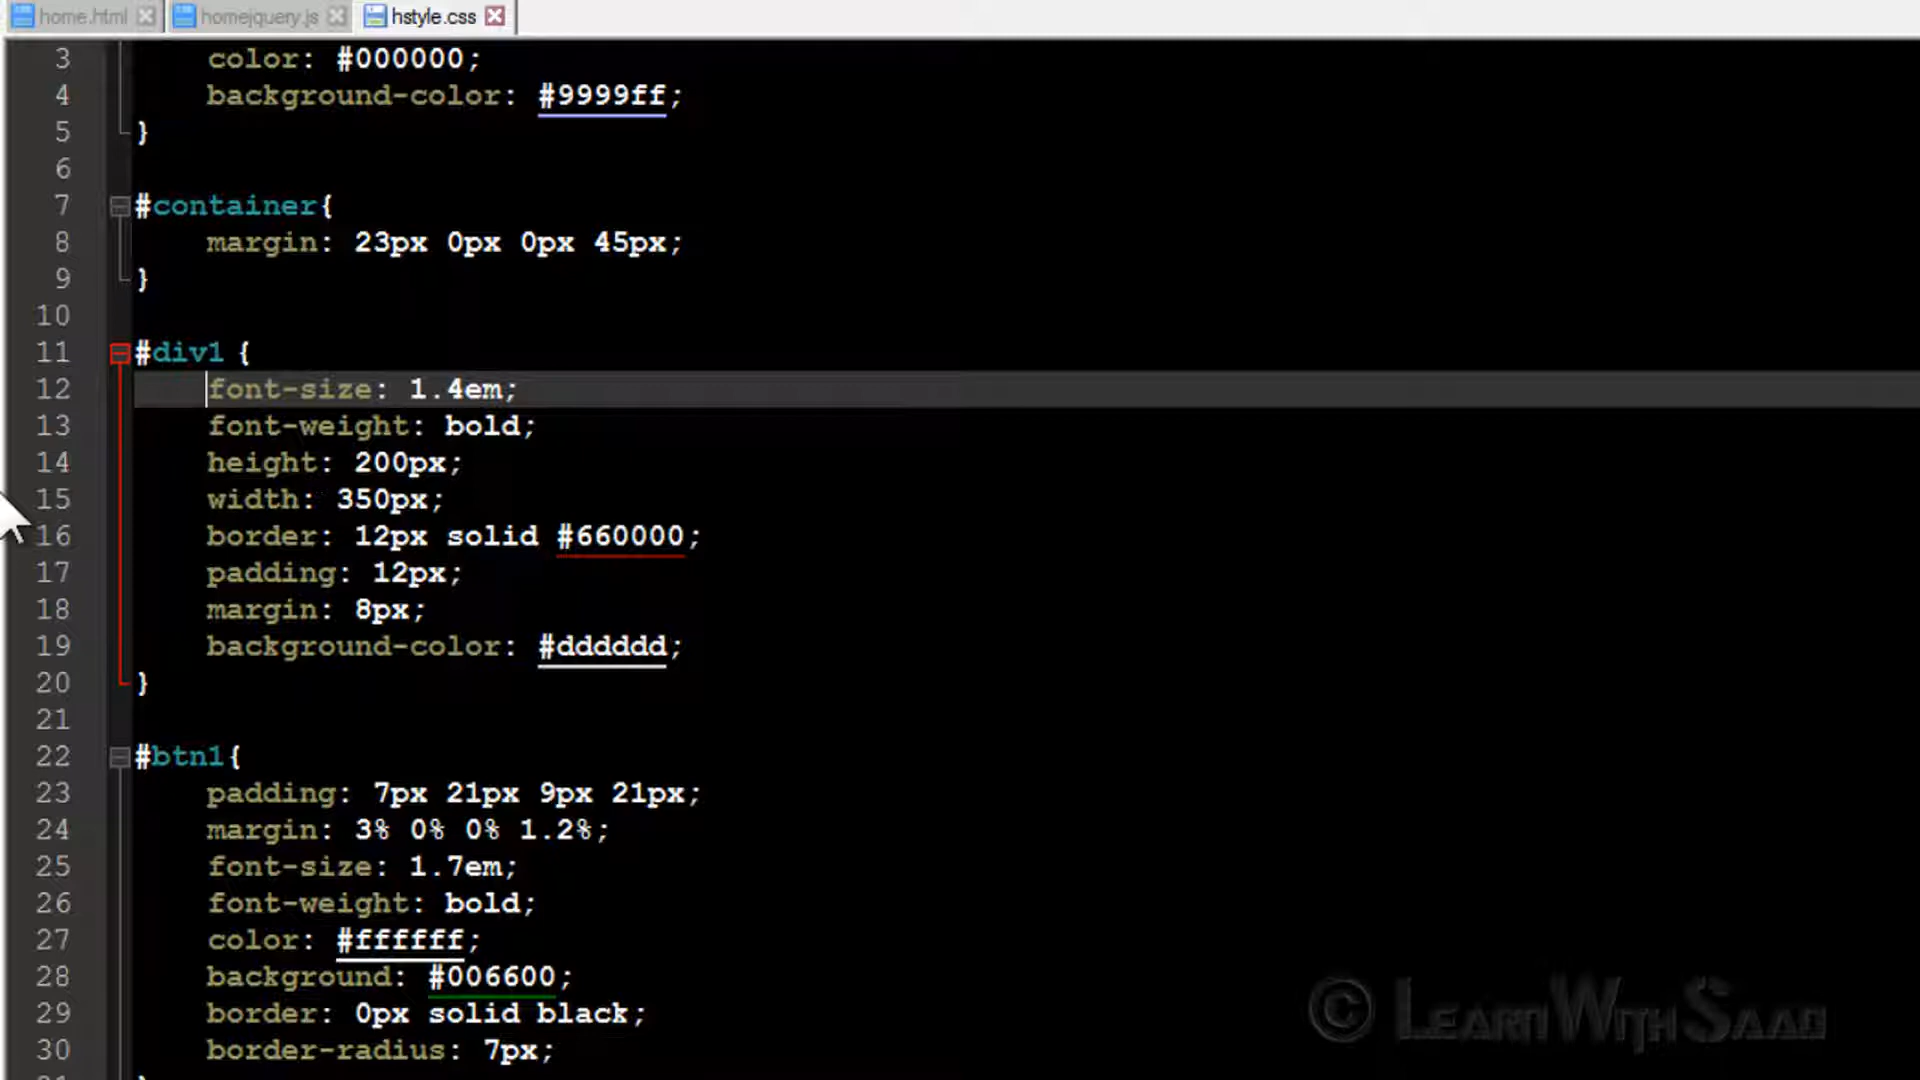 home.html homejquery.js hstyle.css
3 color: #000000;
4 background-color: #9999ff;
5 }
6
7 #container{
8 margin: 23px 0px 0px 45px;
9 }
10
11 #div1 {
12 font-size: 1.4em;
13 font-weight: bold;
14 height: 200px;
15 width: 350px;
16 border: 12px solid #660000;
17 padding: 12px;
18 margin: 8px;
19 background-color: #dddddd;
20 }
21
22 #btn1{
23 padding: 7px 21px 9px 21px;
24 margin: 3% 0% 0% 1.2%;
25 font-size: 1.7em;
26 font-weight: bold;
27 color: #ffffff;
28 background: #006600;
29 border: 0px solid black;
30 border-radius: 7px;
© LearnWithSaad